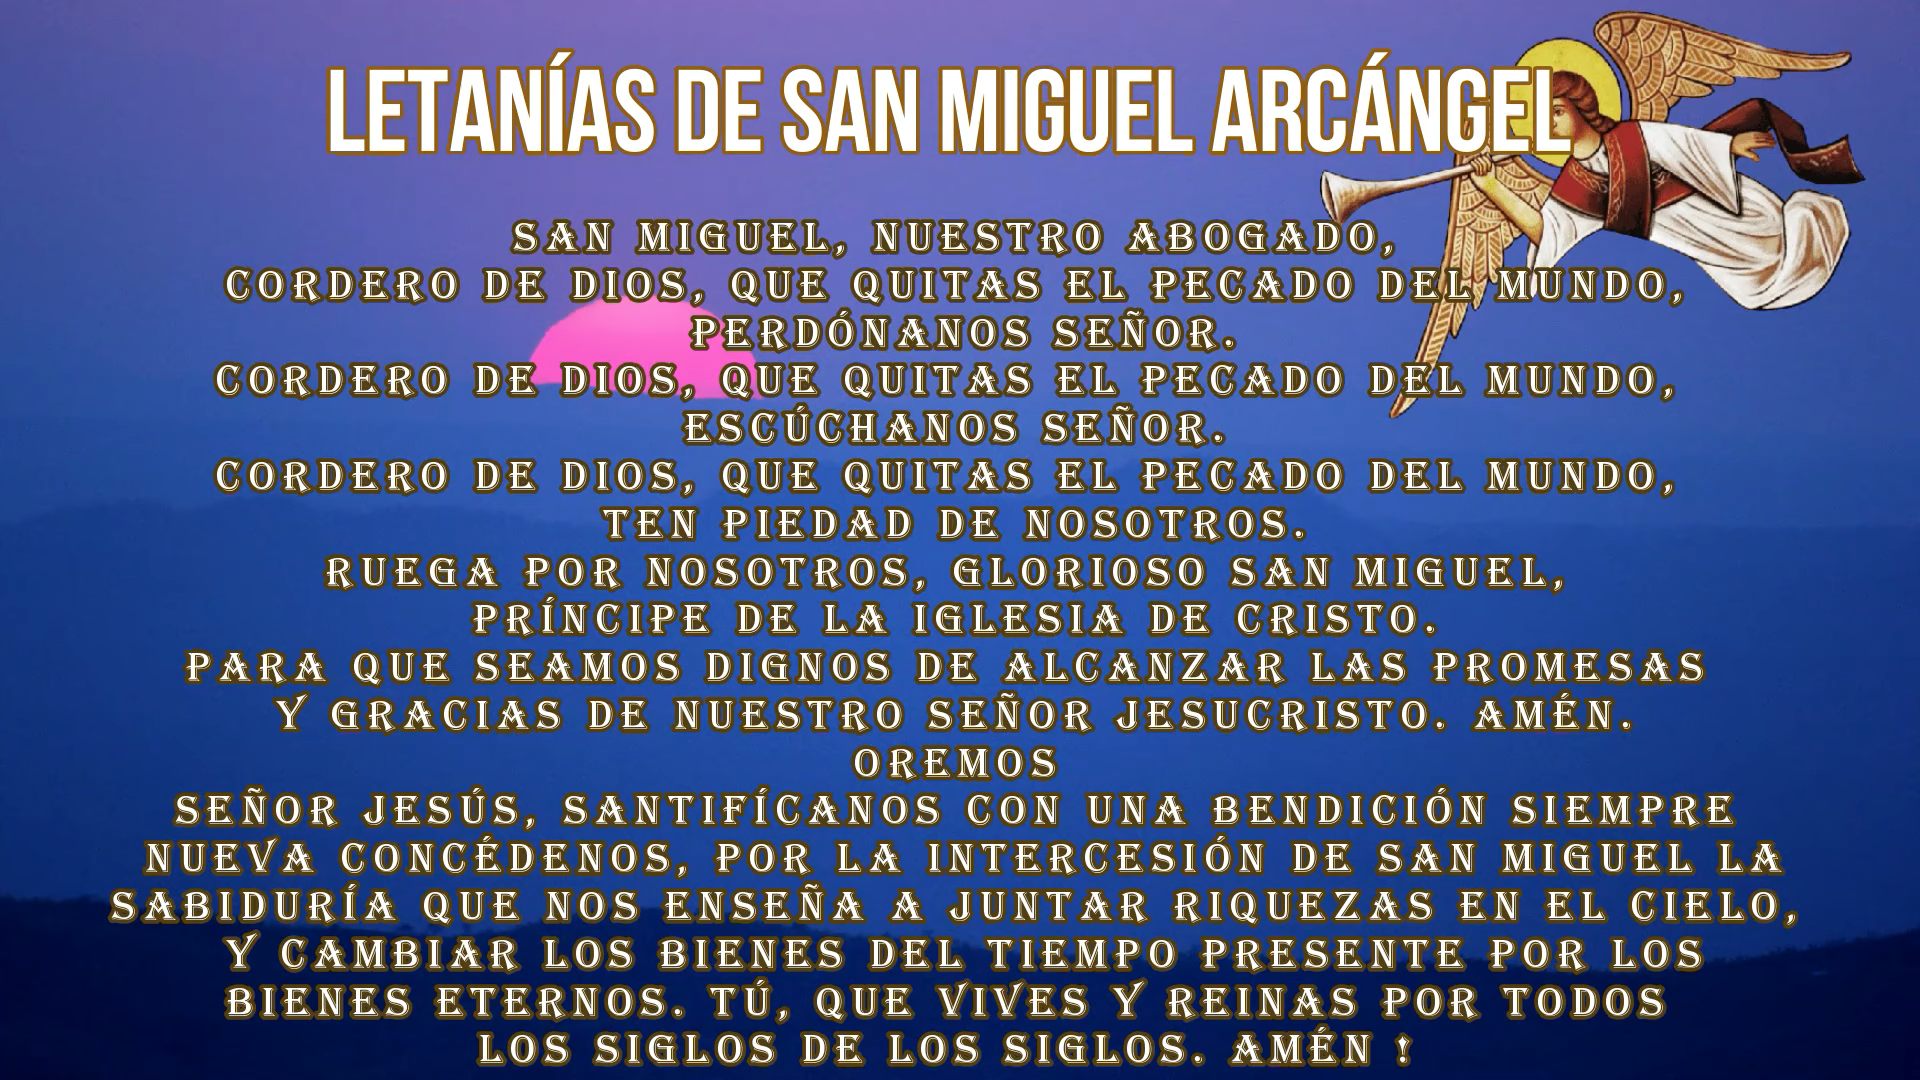 LETANÍAS DE SAN MIGUEL ARCÁNGEL
SAN MIGUEL, NUESTRO ABOGADO,
CORDERO DE DIOS, QUE QUITAS EL PECADO DEL MUNDO,
PERDÓNANOS SEÑOR.
CORDERO DE DIOS, QUE QUITAS EL PECADO DEL MUNDO,
ESCÚCHANOS SEÑOR.
CORDERO DE DIOS, QUE QUITAS EL PECADO DEL MUNDO,
TEN PIEDAD DE NOSOTROS.
RUEGA POR NOSOTROS, GLORIOSO SAN MIGUEL,
PRÍNCIPE DE LA IGLESIA DE CRISTO.
PARA QUE SEAMOS DIGNOS DE ALCANZAR LAS PROMESAS
Y GRACIAS DE NUESTRO SEÑOR JESUCRISTO. AMÉN.
OREMOS
SEÑOR JESÚS, SANTIFÍCANOS CON UNA BENDICIÓN SIEMPRE
NUEVA CONCÉDENOS, POR LA INTERCESIÓN DE SAN MIGUEL LA
SABIDURÍA QUE NOS ENSEÑA A JUNTAR RIQUEZAS EN EL CIELO,
Y CAMBIAR LOS BIENES DEL TIEMPO PRESENTE POR LOS
BIENES ETERNOS. TÚ, QUE VIVES Y REINAS POR TODOS
LOS SIGLOS DE LOS SIGLOS. AMÉN !